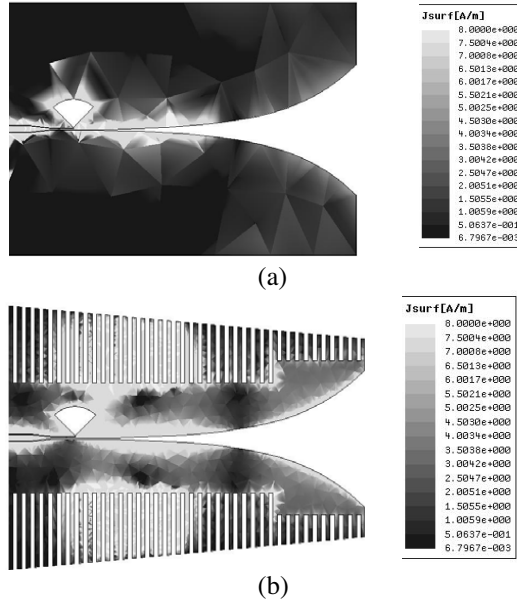 Jsurf[A/m]
8.0000e+000
7.5004e+000
7.0008e+000
6.5013e+000
6.0017e+000
5.5021e+000
5.0025e+000
4.5030e+000
4.0034e+000
3.5038e+000
3.0042e+000
2.5047e+000
2.0051e+000
1.5055e+000
1.0059e+000
5.0637e-001
6.7967e-003
(a)
Jsurf[A/m]
8.0000e+000
7.5004e+000
7.0008e+000
6.5013e+000
6.0017e+000
5.5021e+000
5.0025e+000
4.5030e+000
4.0034e+000
3.5038e+000
3.0042e+000
2.5047e+000
2.0051e+000
1.5055e+000
1.0059e+000
5.0637e-001
6.7967e-003
(b)